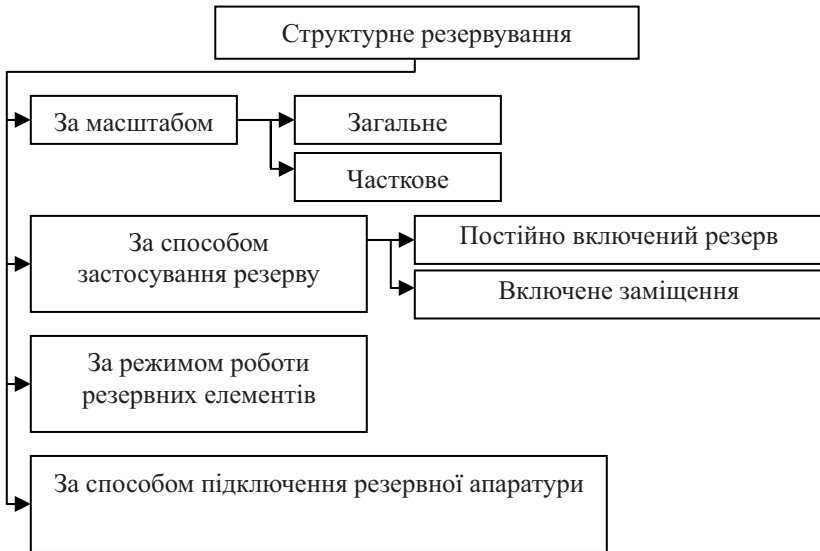 Структурне резервування
За масштабом
Загальне
Часткове
За способом
застосування резерву
Постійно включений резерв
Включене заміщення
За режимом роботи
резервних елементів
За способом підключення резервної апаратури